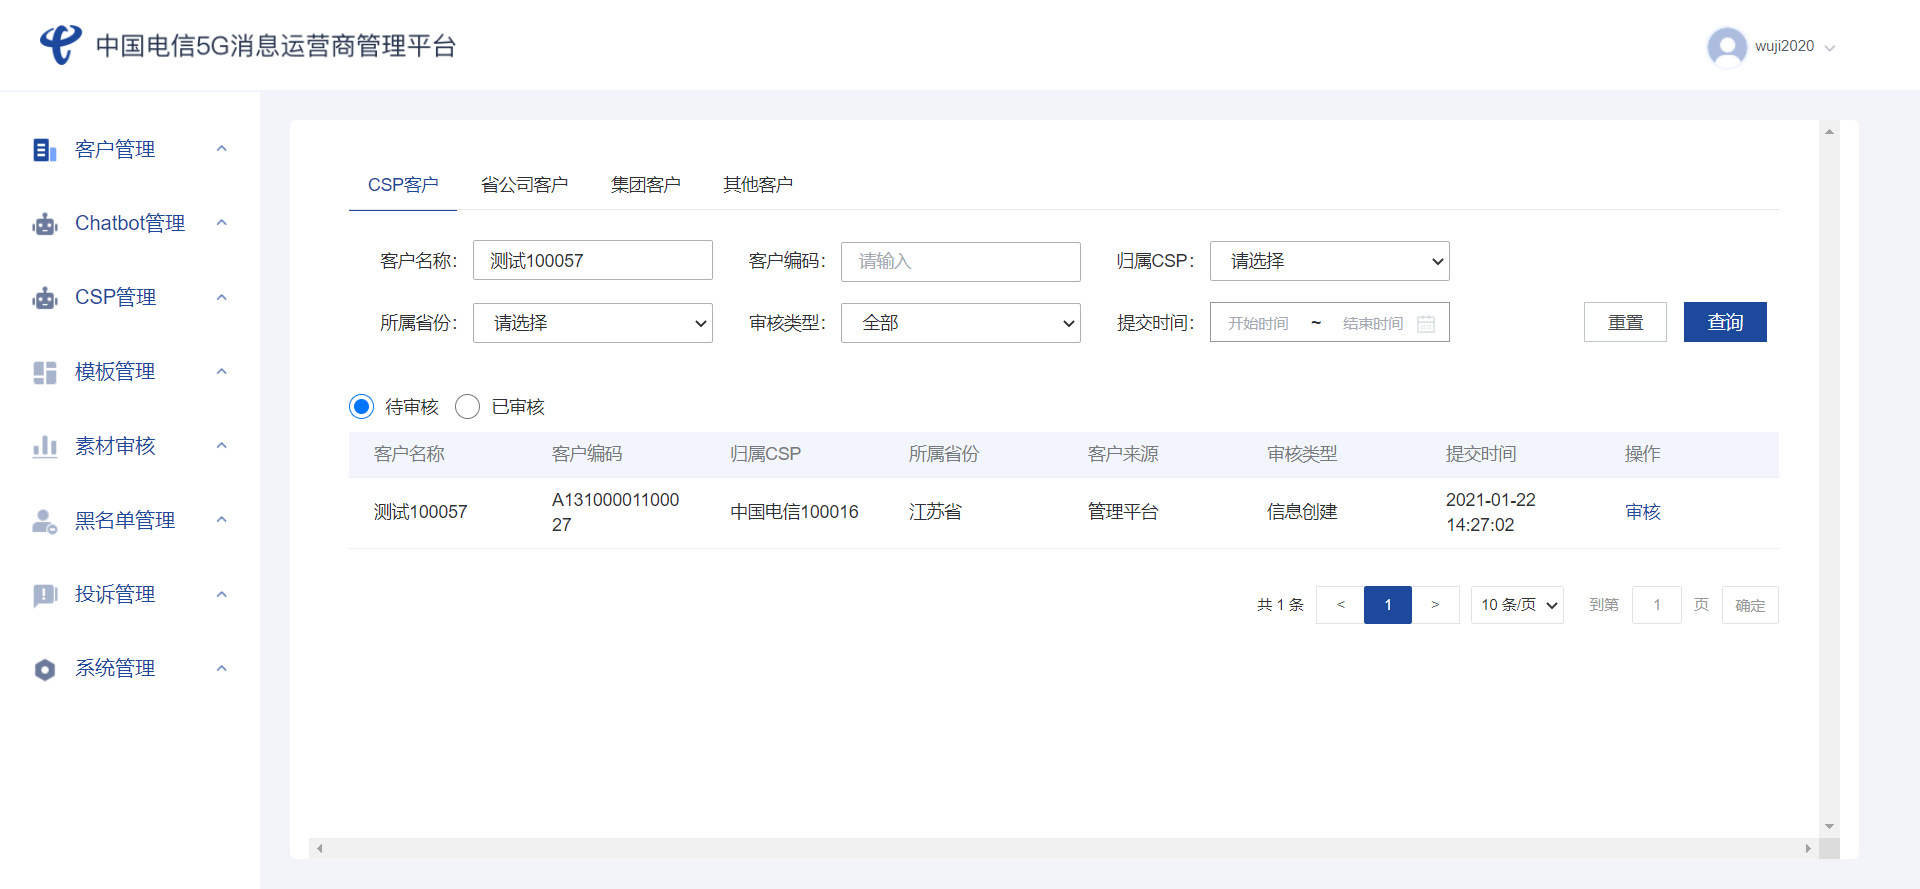 中国电信5G消息运营商管理平台
wuji2020
客户管理
Chatbot管理
CSP管理
模板管理
素材审核
黑名单管理
投诉管理
系统管理
CSP客户 省公司客户 集团客户 其他客户
客户名称： 测试100057 客户编码： 请输入 归属CSP： 请选择
所属省份： 请选择 审核类型： 全部 提交时间： 开始时间 ~ 结束时间 重置 查询
待审核 已审核
客户名称 客户编码 归属CSP 所属省份 客户来源 审核类型 提交时间 操作
测试100057 A131000011000 中国电信100016 江苏省 管理平台 信息创建 2021-01-22 审核
27 14:27:02
共 1 条 < 1 > 10 条/页 到第 1 页 确定